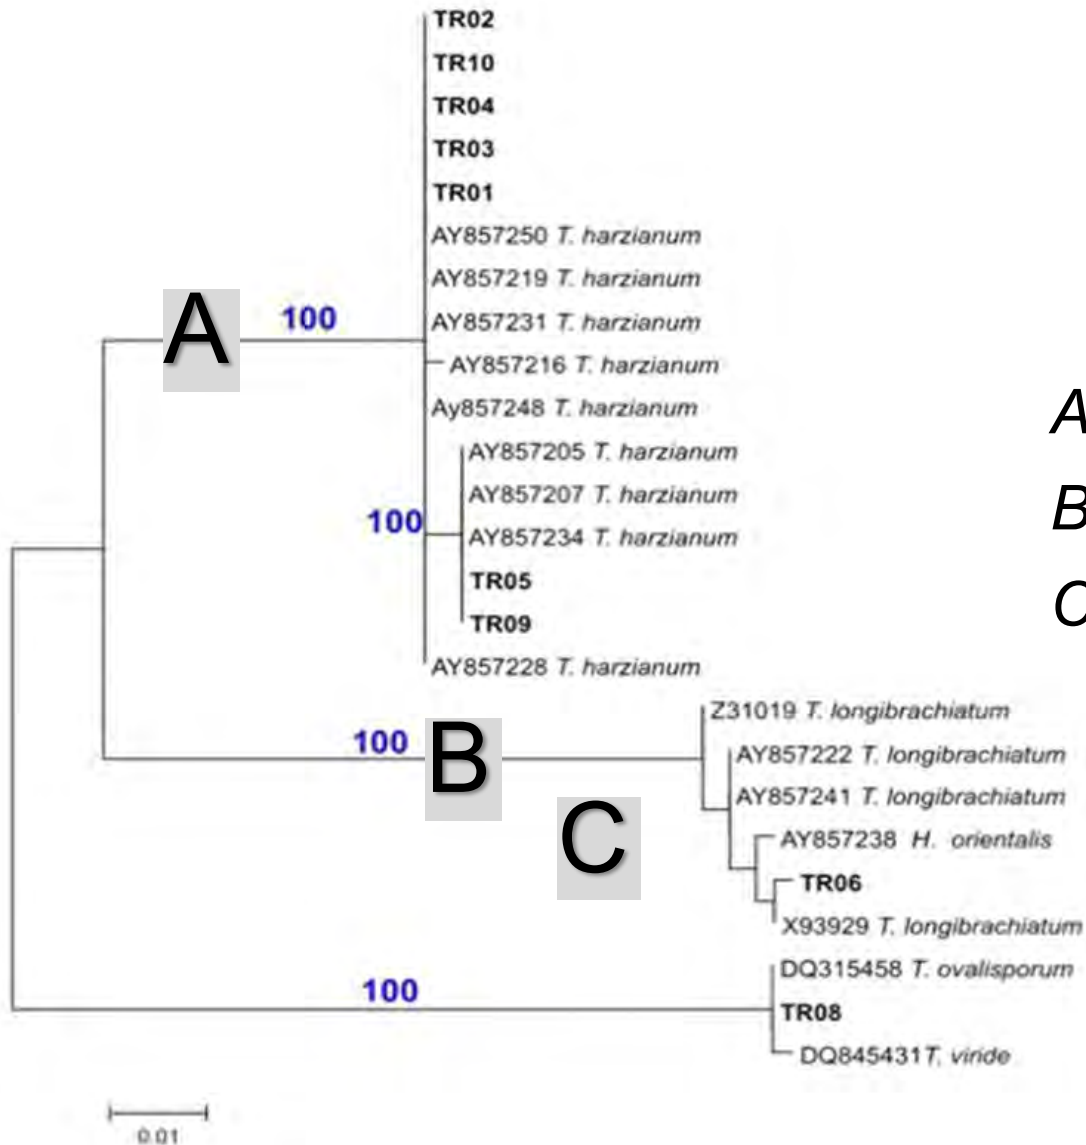 TR02
TR10
TR04
TR03
TR01
AY857250 T. harzianum
AY857219 T. harzianum
A
100
AY857231 T. harzianum
AY857216 T. harzianum
Ay857248 T. harzianum
A
AY857205 T. harzianum
AY857207 T. harzianum
B
100
AY857234 T. harzianum
TR05
C
TR09
AY857228 T. harzianum
Z31019 T. longibrachiatum
100
B
AY857222 T. longibrachiatum
AY857241 T. longibrachiatum
C
AY857238 H. orientalis
TR06
X93929 T. longibrachiatum
DQ315458 T. ovalisporum
100
TR08
DQ845431T. viride
0.01